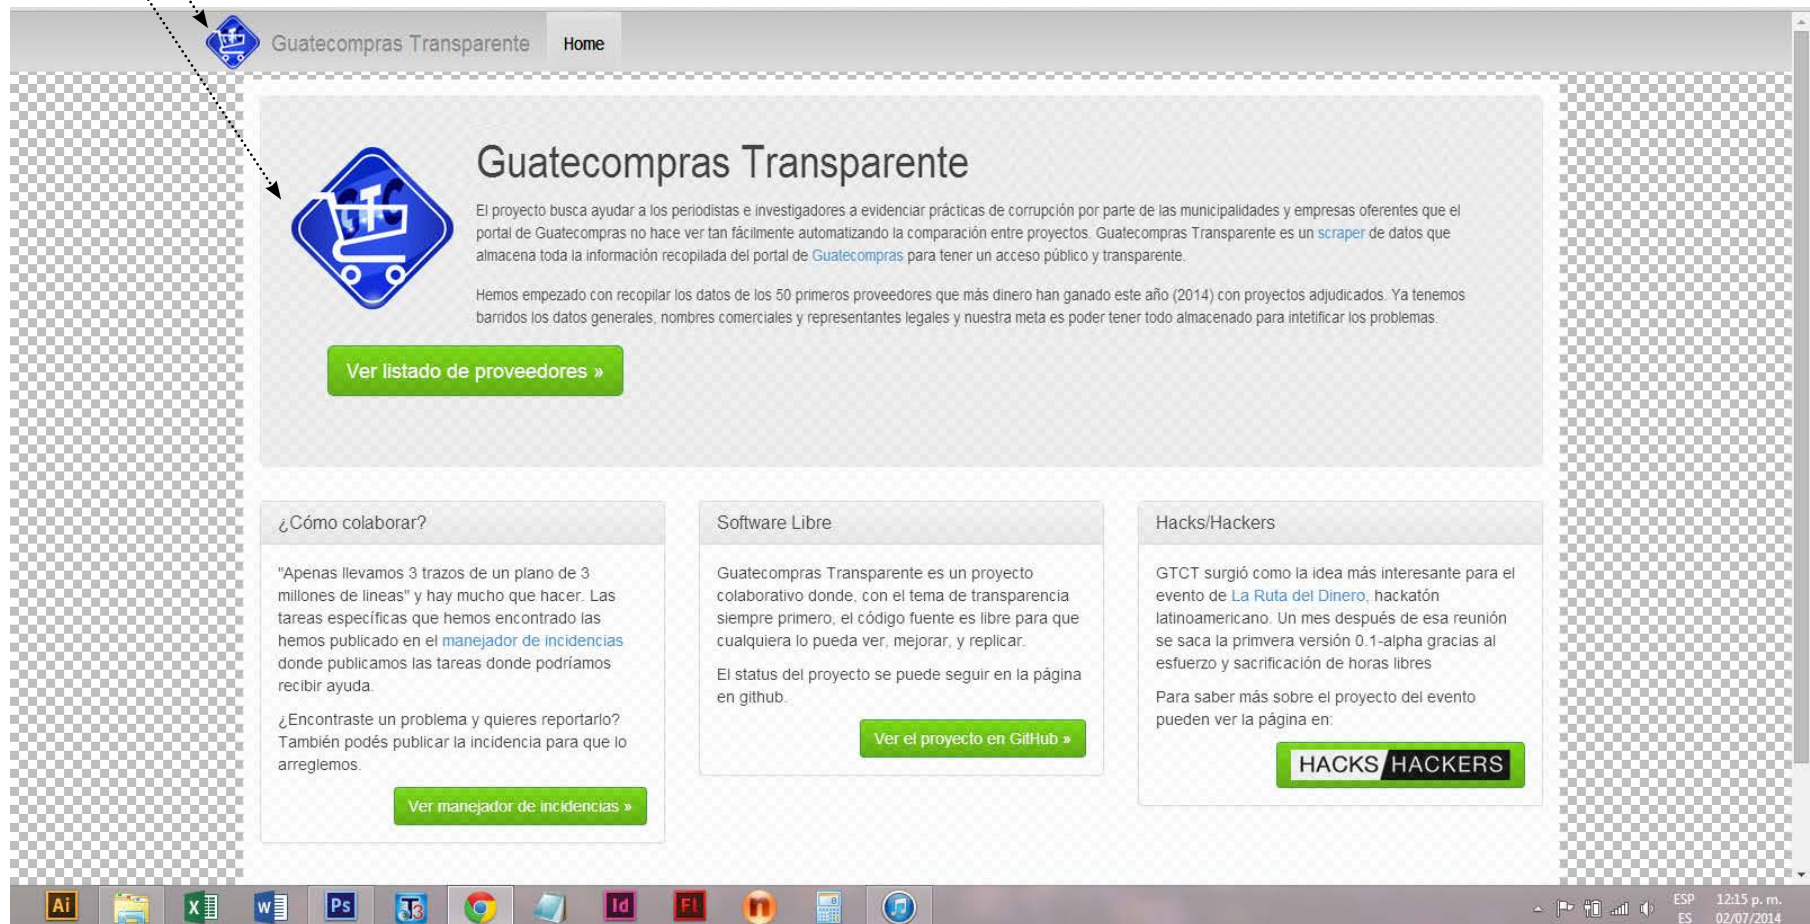 Guatecompras Transparente Home
GTC
Guatecompras Transparente
El proyecto busca ayudar a los periodistas e investigadores a evidenciar prácticas de corrupción por parte de las municipalidades y empresas oferentes que el
portal de Guatecompras no hace ver tan fácilmente automatizando la comparación entre proyectos. Guatecompras Transparente es un scraper de datos que
almacena toda la información recopilada del portal de Guatecompras para tener un acceso público y transparente.
Hemos empezado con recopilar los datos de los 50 primeros proveedores que más dinero han ganado este año (2014) con proyectos adjudicados. Ya tenemos
barridos los datos generales, nombres comerciales y representantes legales y nuestra meta es poder tener todo almacenado para intetificar los problemas.
Ver listado de proveedores »
¿Cómo colaborar?
"Apenas llevamos 3 trazos de un plano de 3
millones de lineas" y hay mucho que hacer. Las
tareas específicas que hemos encontrado las
hemos publicado en el manejador de incidencias
donde publicamos las tareas donde podríamos
recibir ayuda.
¿Encontraste un problema y quieres reportarlo?
También podés publicar la incidencia para que lo
arreglemos.
Ver manejador de incidencias »
Software Libre
Guatecompras Transparente es un proyecto
colaborativo donde, con el tema de transparencia
siempre primero, el código fuente es libre para que
cualquiera lo pueda ver, mejorar, y replicar.
El status del proyecto se puede seguir en la página
en github.
Ver el proyecto en GitHub »
Hacks/Hackers
GTCT surgió como la idea más interesante para el
evento de La Ruta del Dinero, hackatón
latinoamericano. Un mes después de esa reunión
se saca la primvera versión 0.1-alpha gracias al
esfuerzo y sacrificación de horas libres
Para saber más sobre el proyecto del evento
pueden ver la página en:
HACKS/HACKERS
Ai X W Ps T3 Id Fl n
ESP 12:15 p. m.
ES 02/07/2014